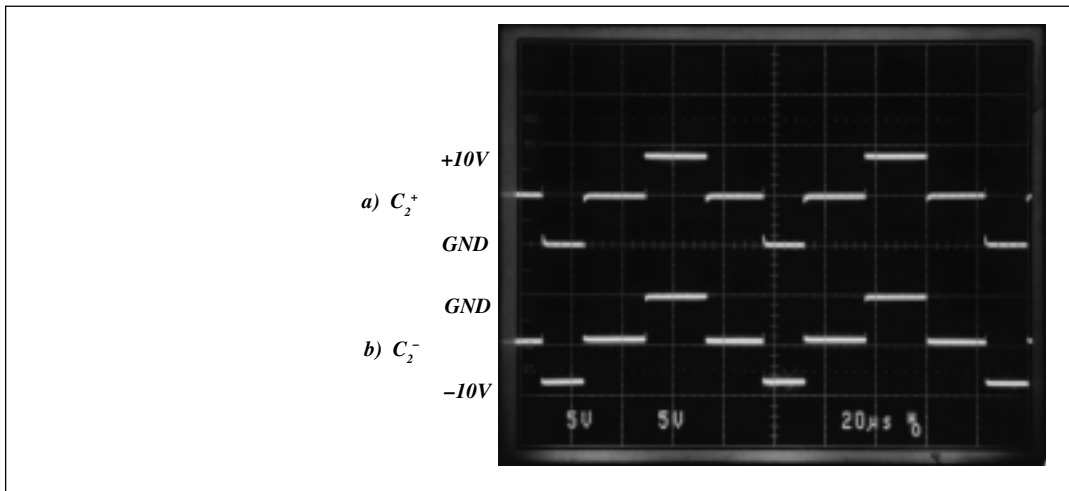 +10V
a) C₂⁺
GND
GND
b) C₂⁻
−10V
5V 5V 20μs